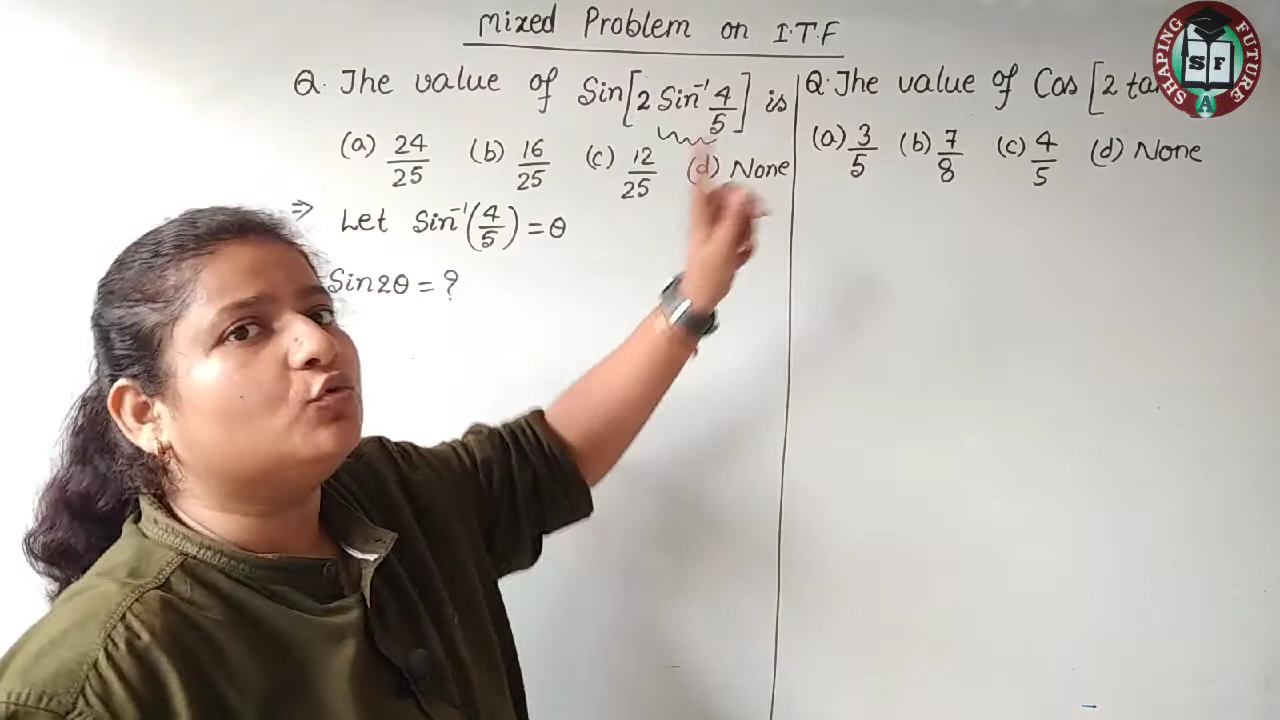 Mixed Problem on I.T.F
Q. The value of Sin[2 Sin⁻¹ 4/5] is
(a) 24/25 (b) 16/25 (c) 12/25 (d) None
⇒ Let Sin⁻¹(4/5) = θ
Sin2θ = ?
Q. The value of Cos [2 ta
(a) 3/5 (b) 7/8 (c) 4/5 (d) None
SHAPING FUTURE
SF
A